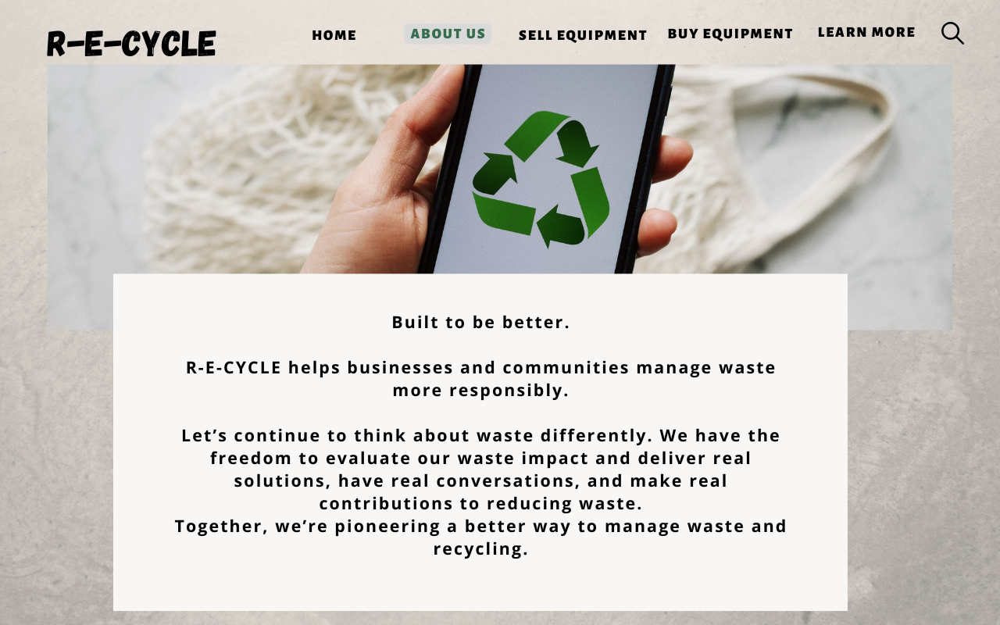 R-E-CYCLE
HOME
ABOUT US
SELL EQUIPMENT
BUY EQUIPMENT
LEARN MORE
Built to be better.
R-E-CYCLE helps businesses and communities manage waste
more responsibly.
Let’s continue to think about waste differently. We have the
freedom to evaluate our waste impact and deliver real
solutions, have real conversations, and make real
contributions to reducing waste.
Together, we’re pioneering a better way to manage waste and
recycling.